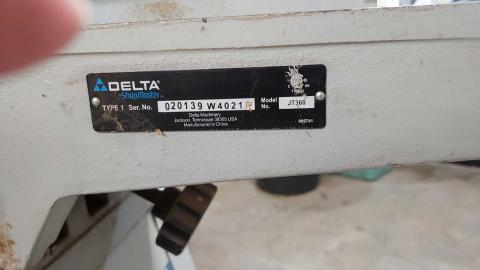 DELTA
ShopMaster
TYPE 1 Ser. No. 020139 W4021R Model No. JT360
Delta Machinery
Jackson, Tennessee 38305 USA
Manufactured in China